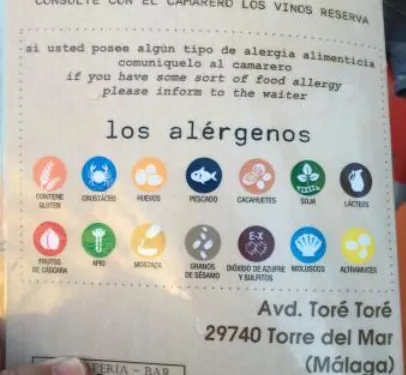 CONSULTE CON EL CAMARERO LOS VINOS RESERVA
si usted posee algún tipo de alergia alimenticia
comuníquelo al camarero
if you have some sort of food allergy
please inform to the waiter
los alérgenos
CONTIENE GLUTEN
CRUSTÁCEO
HUEVOS
PESCADO
CACAHUETES
SOJA
LÁCTEOS
FRUTOS DE CÁSCARA
APIO
MOSTAZA
GRANOS DE SÉSAMO
E-X
DIÓXIDO DE AZUFRE Y SULFITOS
MOLUSCOS
ALTRAMUCES
Avd. Toré Toré
29740 Torre del Mar
(Málaga)
BAR